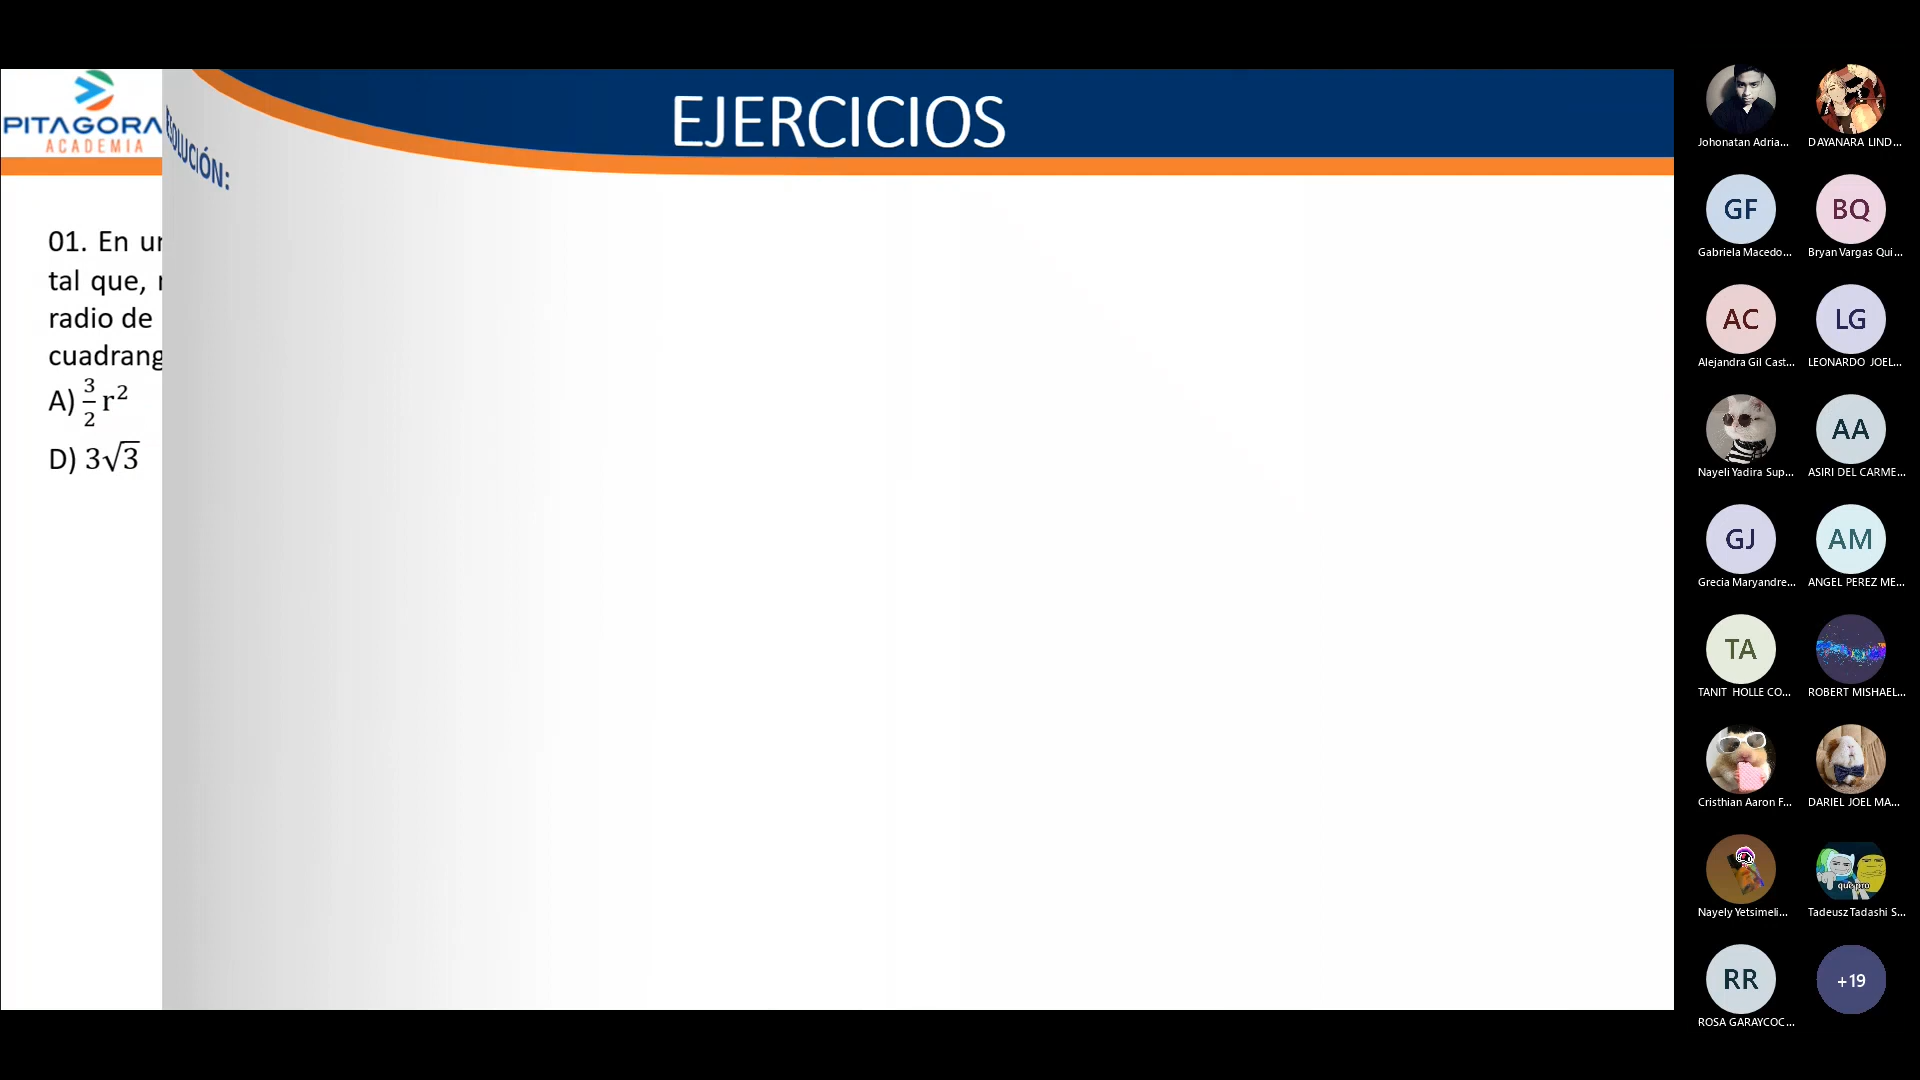 PITAGORA
ACADEMIA
EJERCICIOS
01. En
tal que,
radio de
A) 3/2 r²
D) 3√3
Johonatan Adria...
DAYANARA LIND...
GF
BQ
Gabriela Macedo...
Bryan Vargas Qui...
AC
LG
Alejandra Gil Cast...
LEONARDO JOEL...
AA
Nayeli Yadira Sup...
ASIRI DEL CARME...
GJ
AM
Grecia Maryandre...
ANGEL PEREZ ME...
TA
TANIT HOLLE CO...
ROBERT MISHAEL...
Cristhian Aaron F...
DARIEL JOEL MA...
que pro
Nayely Yetsimeli...
Tadeusz Tadashi S...
RR
+19
ROSA GARAYCOC...